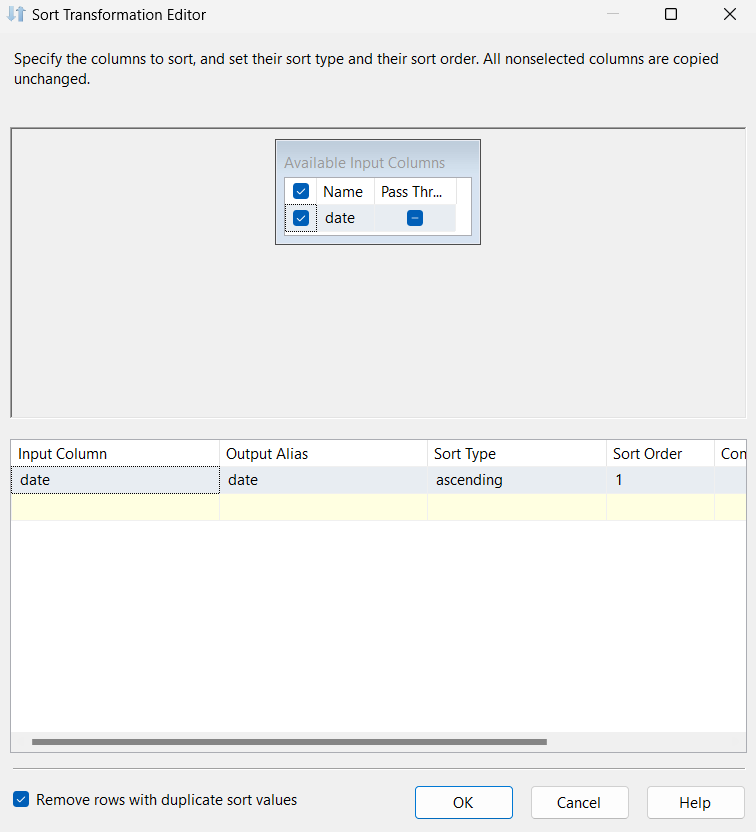 Sort Transformation Editor
Specify the columns to sort, and set their sort type and their sort order. All nonselected columns are copied
unchanged.
Available Input Columns
Name Pass Thr...
date
Input Column Output Alias Sort Type Sort Order Com
date date ascending 1
Remove rows with duplicate sort values OK Cancel Help